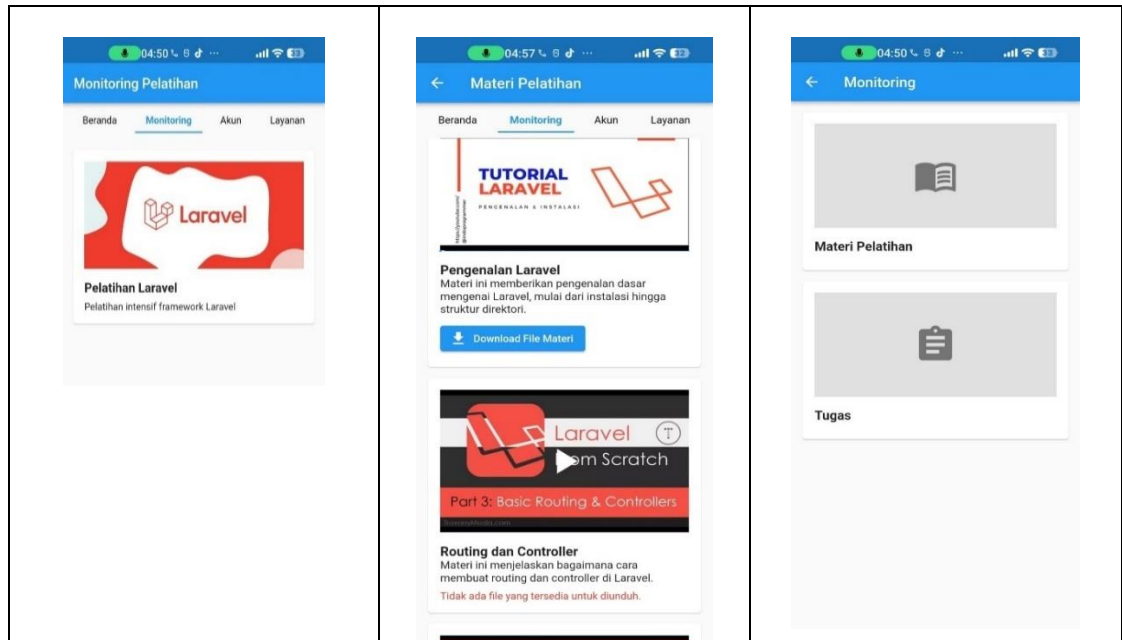 04:50
Monitoring Pelatihan
Beranda Monitoring Akun Layanan
Laravel
Pelatihan Laravel
Pelatihan intensif framework Laravel
04:57
Materi Pelatihan
Beranda Monitoring Akun Layanan
TUTORIAL
LARAVEL
PENGENALAN & INSTALASI
Pengenalan Laravel
Materi ini memberikan pengenalan dasar
mengenai Laravel, mulai dari instalasi hingga
struktur direktori.
Download File Materi
Laravel
From Scratch
Part 3: Basic Routing & Controllers
Routing dan Controller
Materi ini menjelaskan bagaimana cara
membuat routing dan controller di Laravel.
Tidak ada file yang tersedia untuk diunduh.
04:50
Monitoring
Materi Pelatihan
Tugas